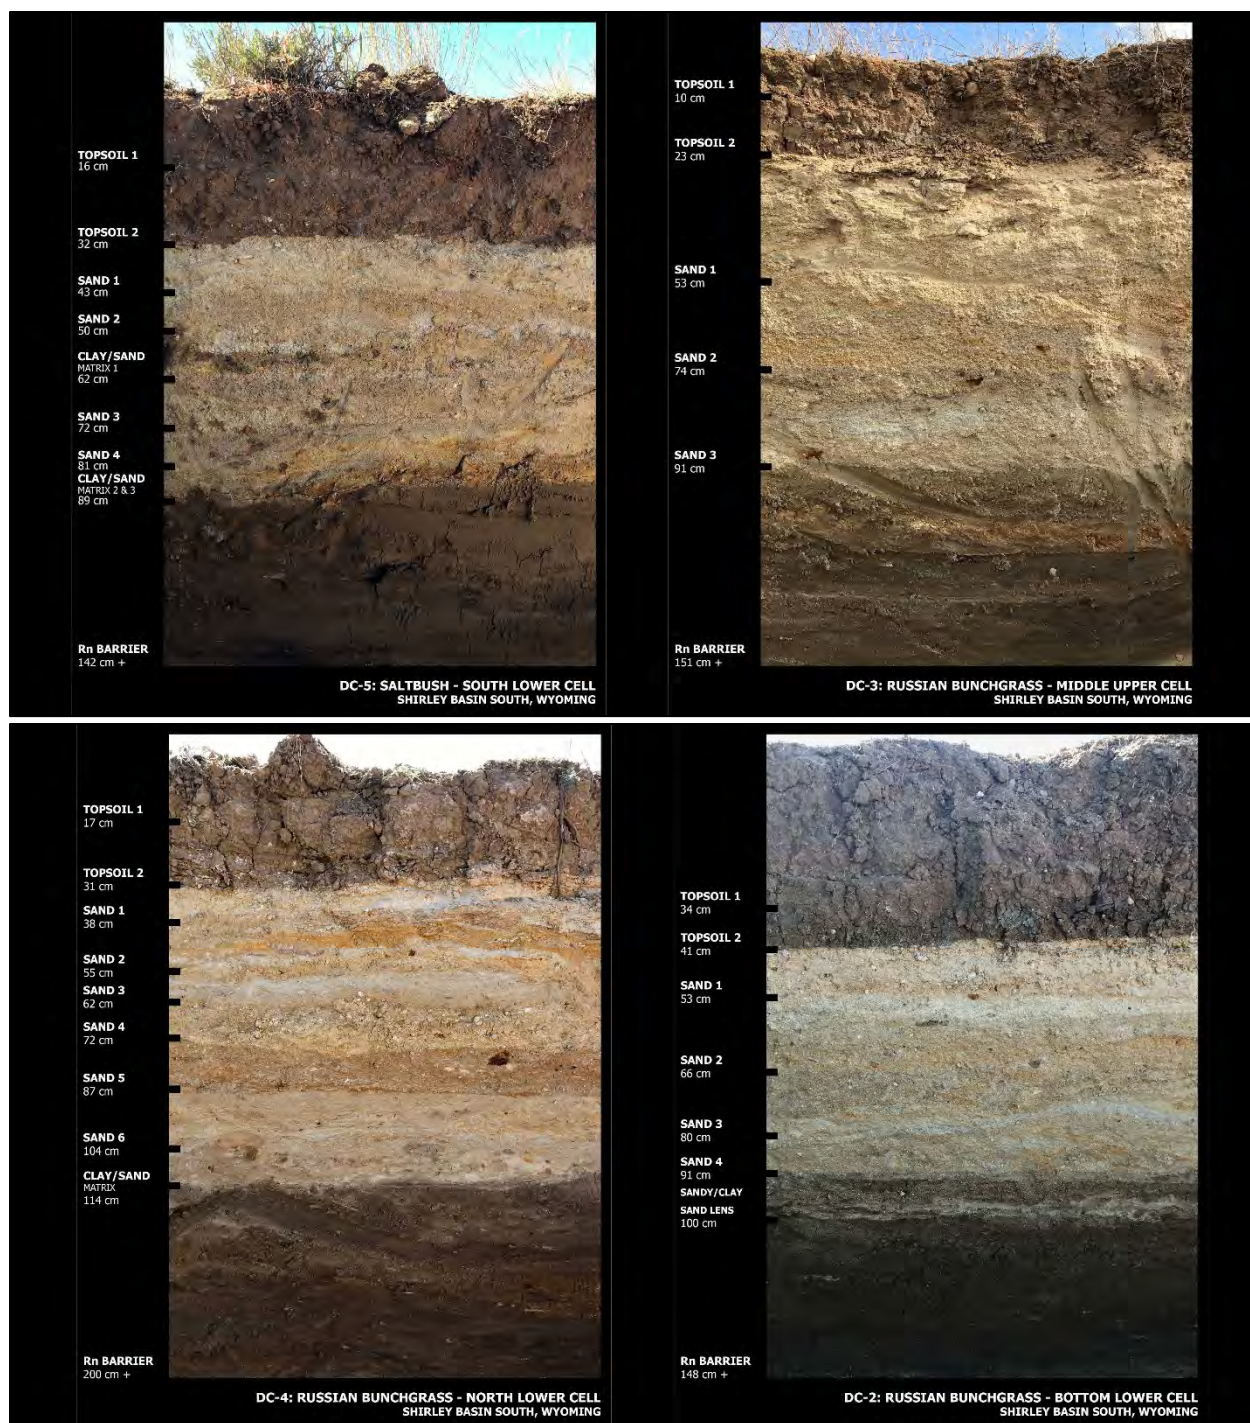 TOPSOIL 1
16 cm
TOPSOIL 2
32 cm
SAND 1
43 cm
SAND 2
50 cm
CLAY/SAND
MATRIX 1
62 cm
SAND 3
72 cm
SAND 4
81 cm
CLAY/SAND
MATRIX 2 & 3
89 cm
Rn BARRIER
142 cm +
DC-5: SALTBUSH - SOUTH LOWER CELL
SHIRLEY BASIN SOUTH, WYOMING
TOPSOIL 1
10 cm
TOPSOIL 2
23 cm
SAND 1
53 cm
SAND 2
74 cm
SAND 3
91 cm
Rn BARRIER
151 cm +
DC-3: RUSSIAN BUNCHGRASS - MIDDLE UPPER CELL
SHIRLEY BASIN SOUTH, WYOMING
TOPSOIL 1
17 cm
TOPSOIL 2
31 cm
SAND 1
38 cm
SAND 2
55 cm
SAND 3
62 cm
SAND 4
72 cm
SAND 5
87 cm
SAND 6
104 cm
CLAY/SAND
MATRIX
114 cm
Rn BARRIER
200 cm +
DC-4: RUSSIAN BUNCHGRASS - NORTH LOWER CELL
SHIRLEY BASIN SOUTH, WYOMING
TOPSOIL 1
34 cm
TOPSOIL 2
41 cm
SAND 1
53 cm
SAND 2
66 cm
SAND 3
80 cm
SAND 4
91 cm
SANDY/CLAY
SAND LENS
100 cm
Rn BARRIER
148 cm +
DC-2: RUSSIAN BUNCHGRASS - BOTTOM LOWER CELL
SHIRLEY BASIN SOUTH, WYOMING